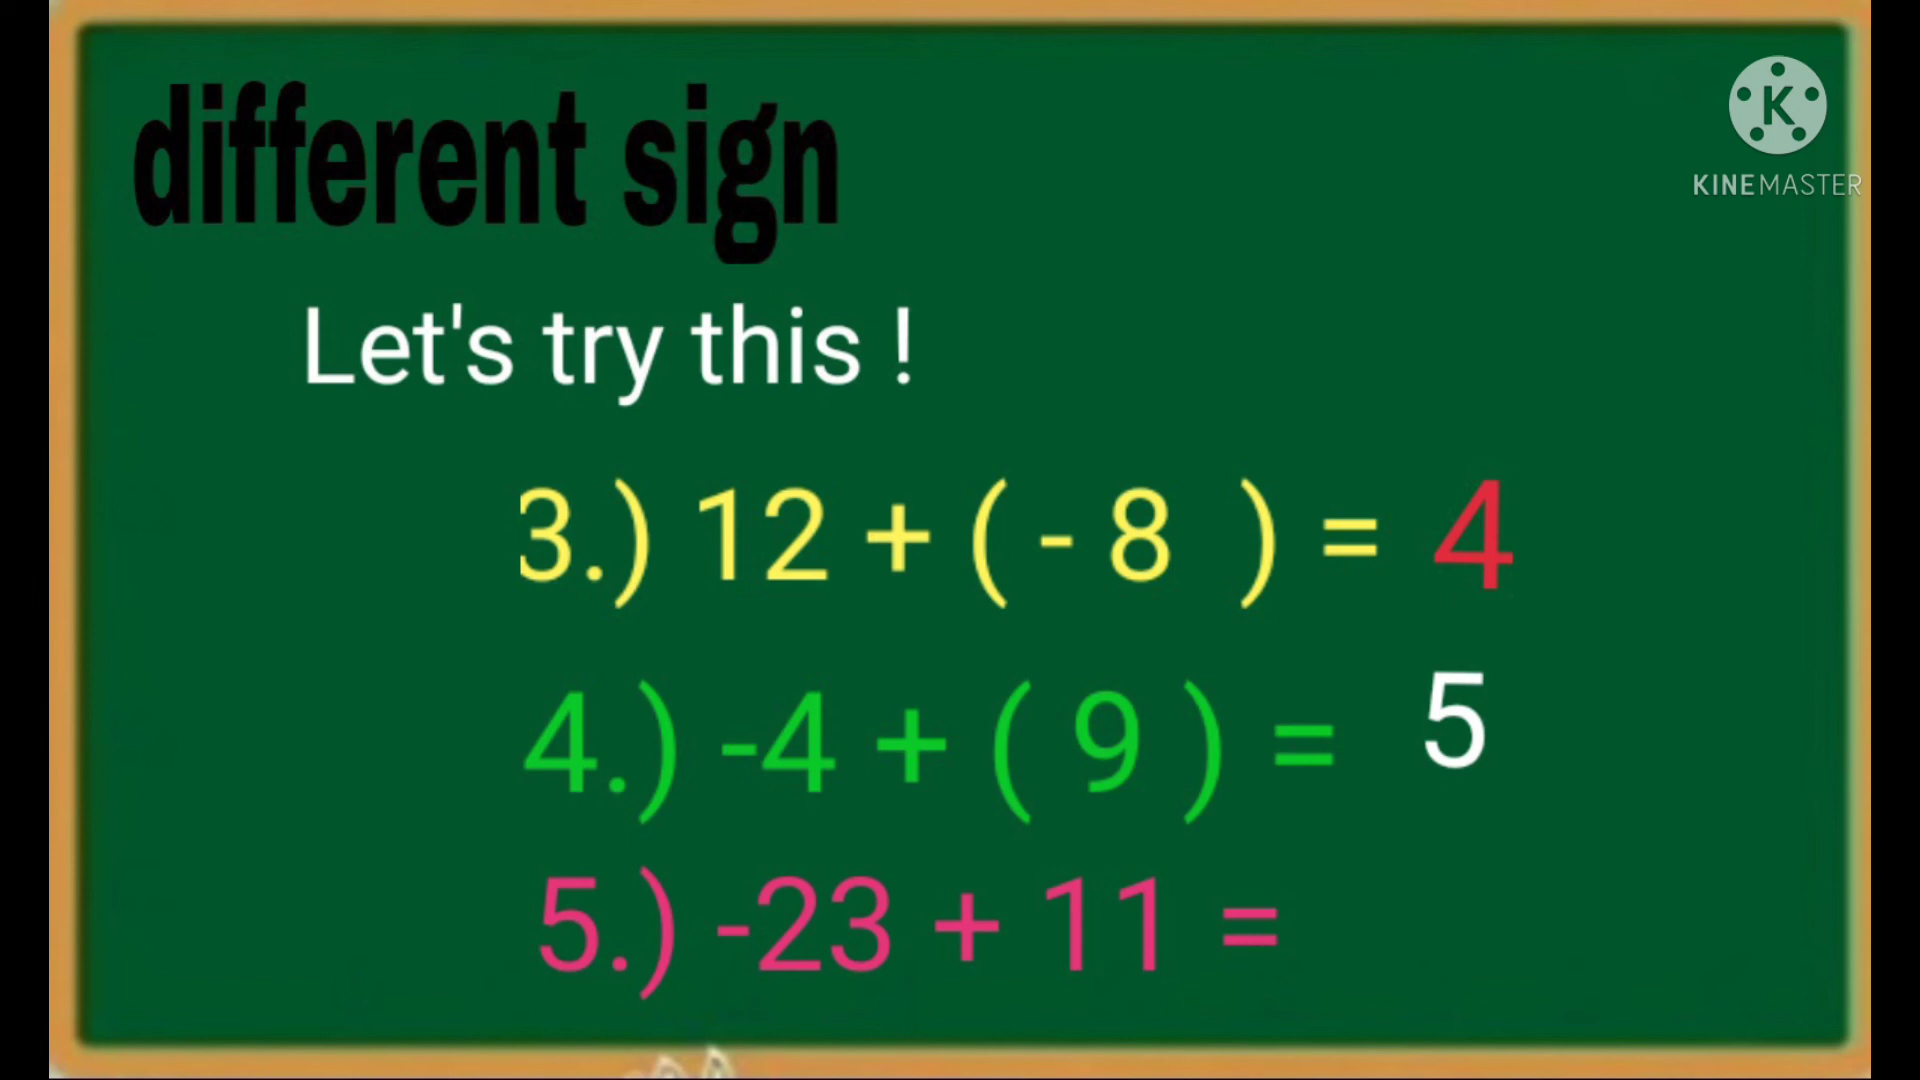 different sign
KINEMASTER
Let's try this !
3.) 12 + ( - 8 ) = 4
4.) -4 + ( 9 ) = 5
5.) -23 + 11 =